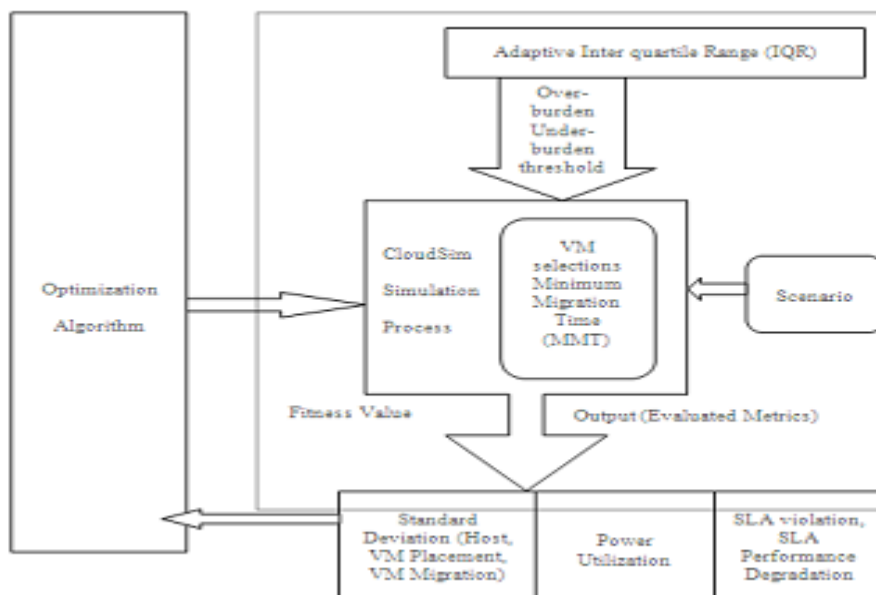 Adaptive Inter quartile Range (IQR)
Over-
burden
Under-
burden
threshold
CloudSim
Simulation
Process
VM
selections
Minimum
Migration
Time
(MMT)
Scenario
Optimization
Algorithm
Fitness Value
Output (Evaluated Metrics)
Standard
Deviation (Host,
VM Placement,
VM Migration)
Power
Utilization
SLA violation,
SLA
Performance
Degradation